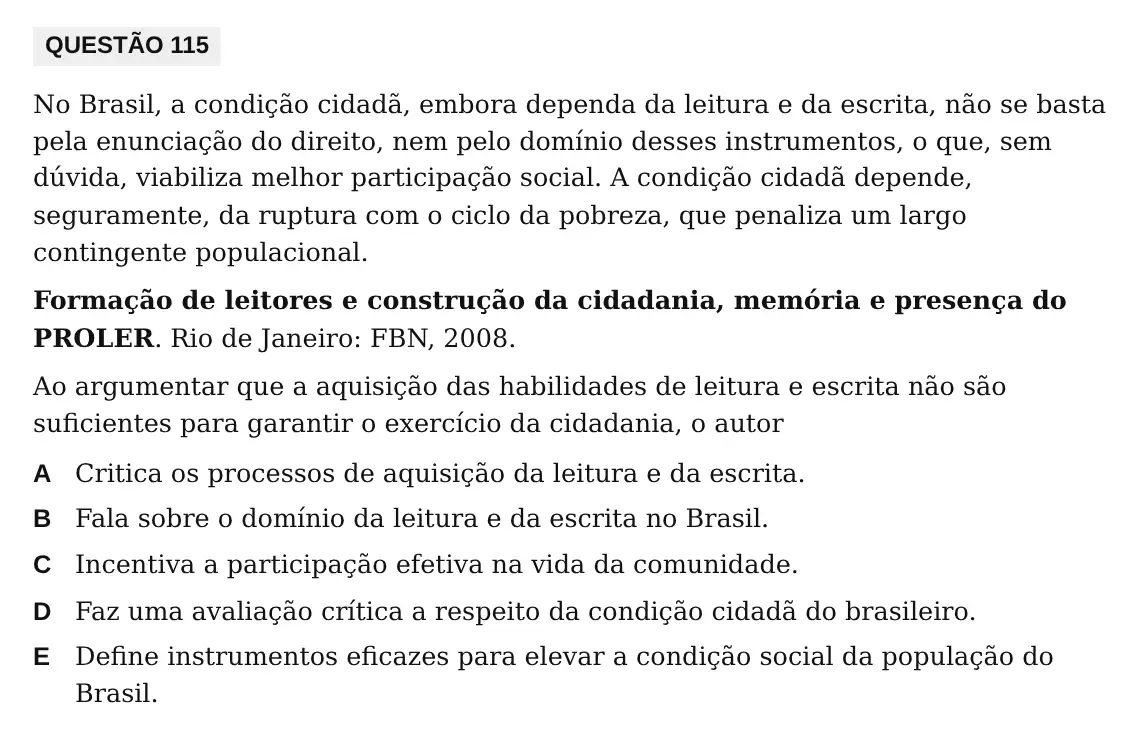 QUESTÃO 115
No Brasil, a condição cidadã, embora dependa da leitura e da escrita, não se basta
pela enunciação do direito, nem pelo domínio desses instrumentos, o que, sem
dúvida, viabiliza melhor participação social. A condição cidadã depende,
seguramente, da ruptura com o ciclo da pobreza, que penaliza um largo
contingente populacional.
Formação de leitores e construção da cidadania, memória e presença do
PROLER. Rio de Janeiro: FBN, 2008.
Ao argumentar que a aquisição das habilidades de leitura e escrita não são
suficientes para garantir o exercício da cidadania, o autor
A Critica os processos de aquisição da leitura e da escrita.
B Fala sobre o domínio da leitura e da escrita no Brasil.
C Incentiva a participação efetiva na vida da comunidade.
D Faz uma avaliação crítica a respeito da condição cidadã do brasileiro.
E Define instrumentos eficazes para elevar a condição social da população do
Brasil.